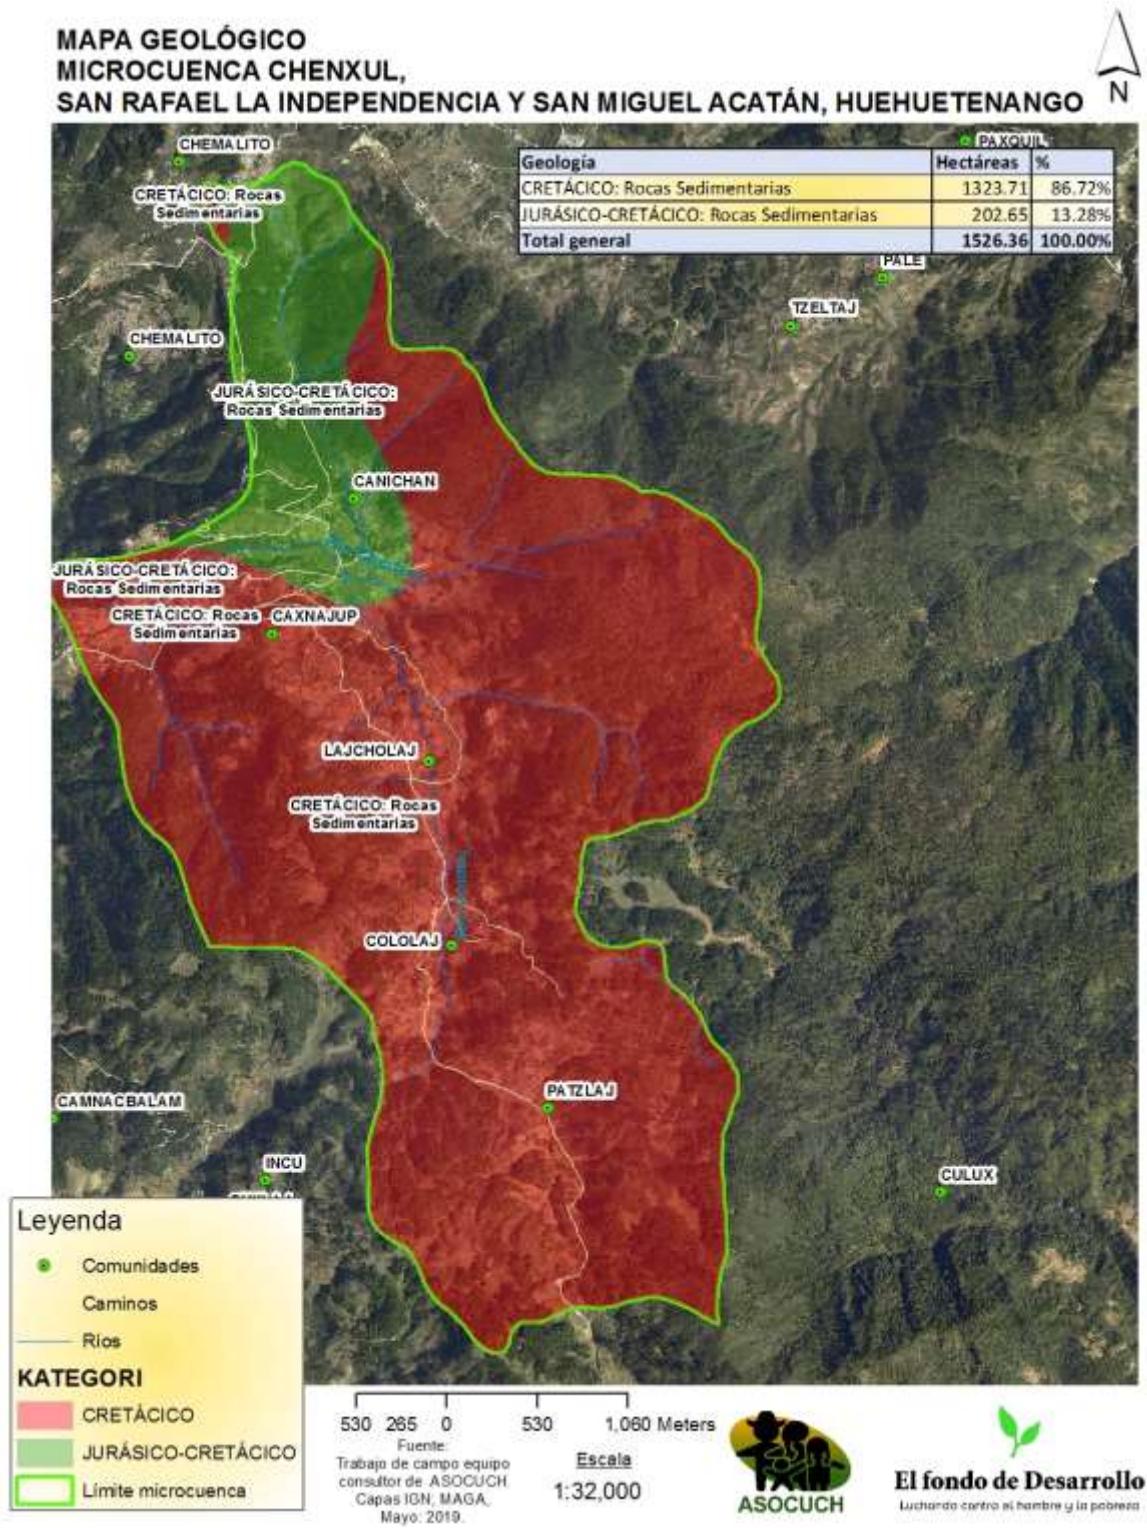 MAPA GEOLÓGICO
MICROCUENCA CHENXUL,
SAN RAFAEL LA INDEPENDENCIA Y SAN MIGUEL ACATÁN, HUEHUETENANGO
N
CHEMALITO
PAXQUIL
Geología Hectáreas %
CRETÁCICO: Rocas Sedimentarias 1323.71 86.72%
JURÁSICO-CRETÁCICO: Rocas Sedimentarias 202.65 13.28%
Total general 1526.36 100.00%
CRETÁCICO: Rocas
Sedimentarias
PALE
TZELTAJ
CHEMALITO
JURÁSICO-CRETÁCICO:
Rocas Sedimentarias
CANICHAN
JURÁSICO-CRETÁCICO:
Rocas Sedimentarias
CRETÁCICO: Rocas
Sedimentarias
CAXNAJUP
LAJCHOLAJ
CRETÁCICO: Rocas
Sedimentarias
COLOLAJ
PATZLAJ
CAMNACBALAM
INCU
CULUX
Leyenda
Comunidades
Caminos
Rios
KATEGORI
CRETÁCICO
JURÁSICO-CRETÁCICO
Límite microcuenca
530 265 0 530 1,060 Meters
Fuente:
Trabajo de campo equipo
consultor de ASOCUCH
Capas IGN, MAGA,
Mayo: 2019.
Escala
1:32,000
ASOCUCH
El fondo de Desarrollo
Luchando contra el hambre y la pobreza